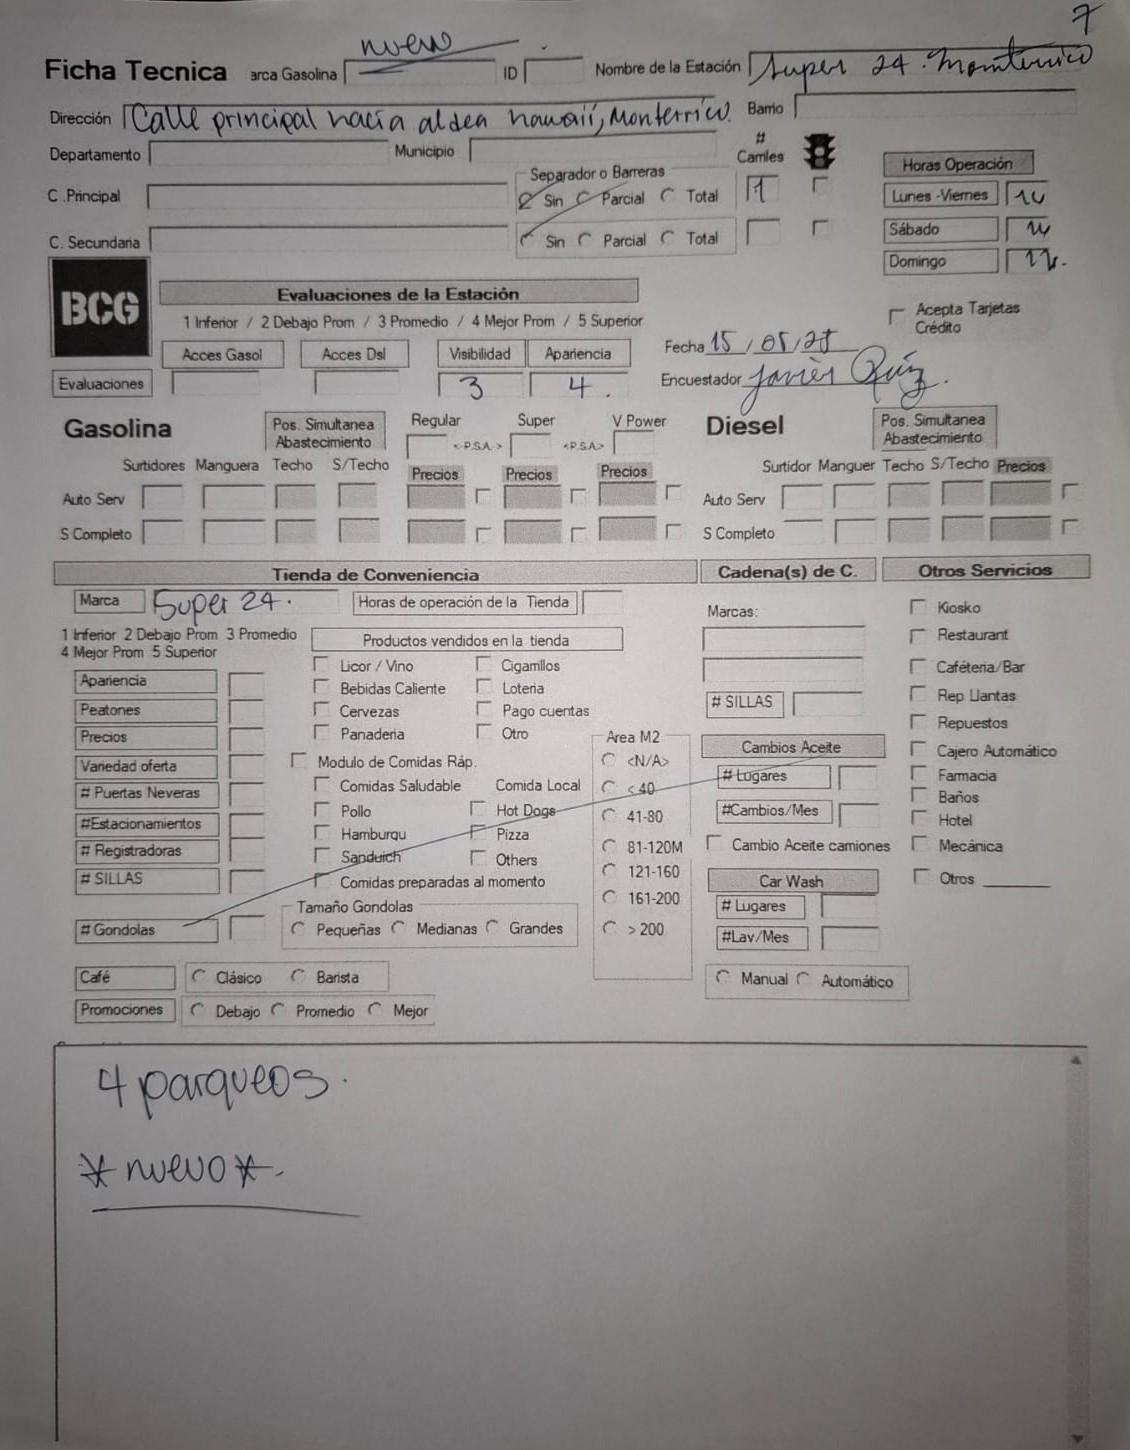 7
nuevo
Ficha Tecnica arca Gasolina ID Nombre de la Estación Super 24. Monterrico
Dirección Calle principal hacia aldea hawaii, Monterrico. Barrio
Departamento Municipio # Carriles
Horas Operación
C .Principal Separador o Barreras Sin Parcial Total 1 Lunes -Viernes
C. Secundaria Sin Parcial Total Sábado
Domingo
BCG
Evaluaciones de la Estación
1 Inferior / 2 Debajo Prom / 3 Promedio / 4 Mejor Prom / 5 Superior
Acepta Tarjetas Crédito
Acces Gasol Acces Dsl Visibilidad Apariencia Fecha 15/05/25
Evaluaciones 3 4. Encuestador Javier Ruíz.
Gasolina Pos. Simultanea Abastecimiento Regular <-P.S.A.-> Super <P.S.A> V Power Diesel Pos. Simultanea Abastecimiento
Surtidores Manguera Techo S/Techo Precios Precios Precios Surtidor Manguer Techo S/Techo Precios
Auto Serv Auto Serv
S Completo S Completo
Tienda de Conveniencia Cadena(s) de C. Otros Servicios
Marca Super 24. Horas de operación de la Tienda Marcas: Kiosko
1 Inferior 2 Debajo Prom 3 Promedio Productos vendidos en la tienda Restaurant
4 Mejor Prom 5 Superior
Apariencia Licor / Vino Cigarrillos Caféteria/Bar
Peatones Bebidas Caliente Loteria # SILLAS Rep Llantas
Precios Cervezas Pago cuentas Repuestos
Panaderia Otro Area M2
Variedad oferta Modulo de Comidas Ráp. <N/A> Cambios Aceite Cajero Automático
# Puertas Neveras Comidas Saludable Comida Local < 40 # Lugares Farmacia
Pollo Hot Dogs 41-80 #Cambios/Mes Baños
#Estacionamientos Hamburqu Pizza Hotel
# Registradoras Sanduich Others 81-120M Cambio Aceite camiones Mecánica
# SILLAS Comidas preparadas al momento 121-160 Car Wash Otros
Tamaño Gondolas 161-200 # Lugares
# Gondolas Pequeñas Medianas Grandes > 200 #Lav/Mes
Café Clásico Barista Manual Automático
Promociones Debajo Promedio Mejor
4 parqueos.
*nuevo*.